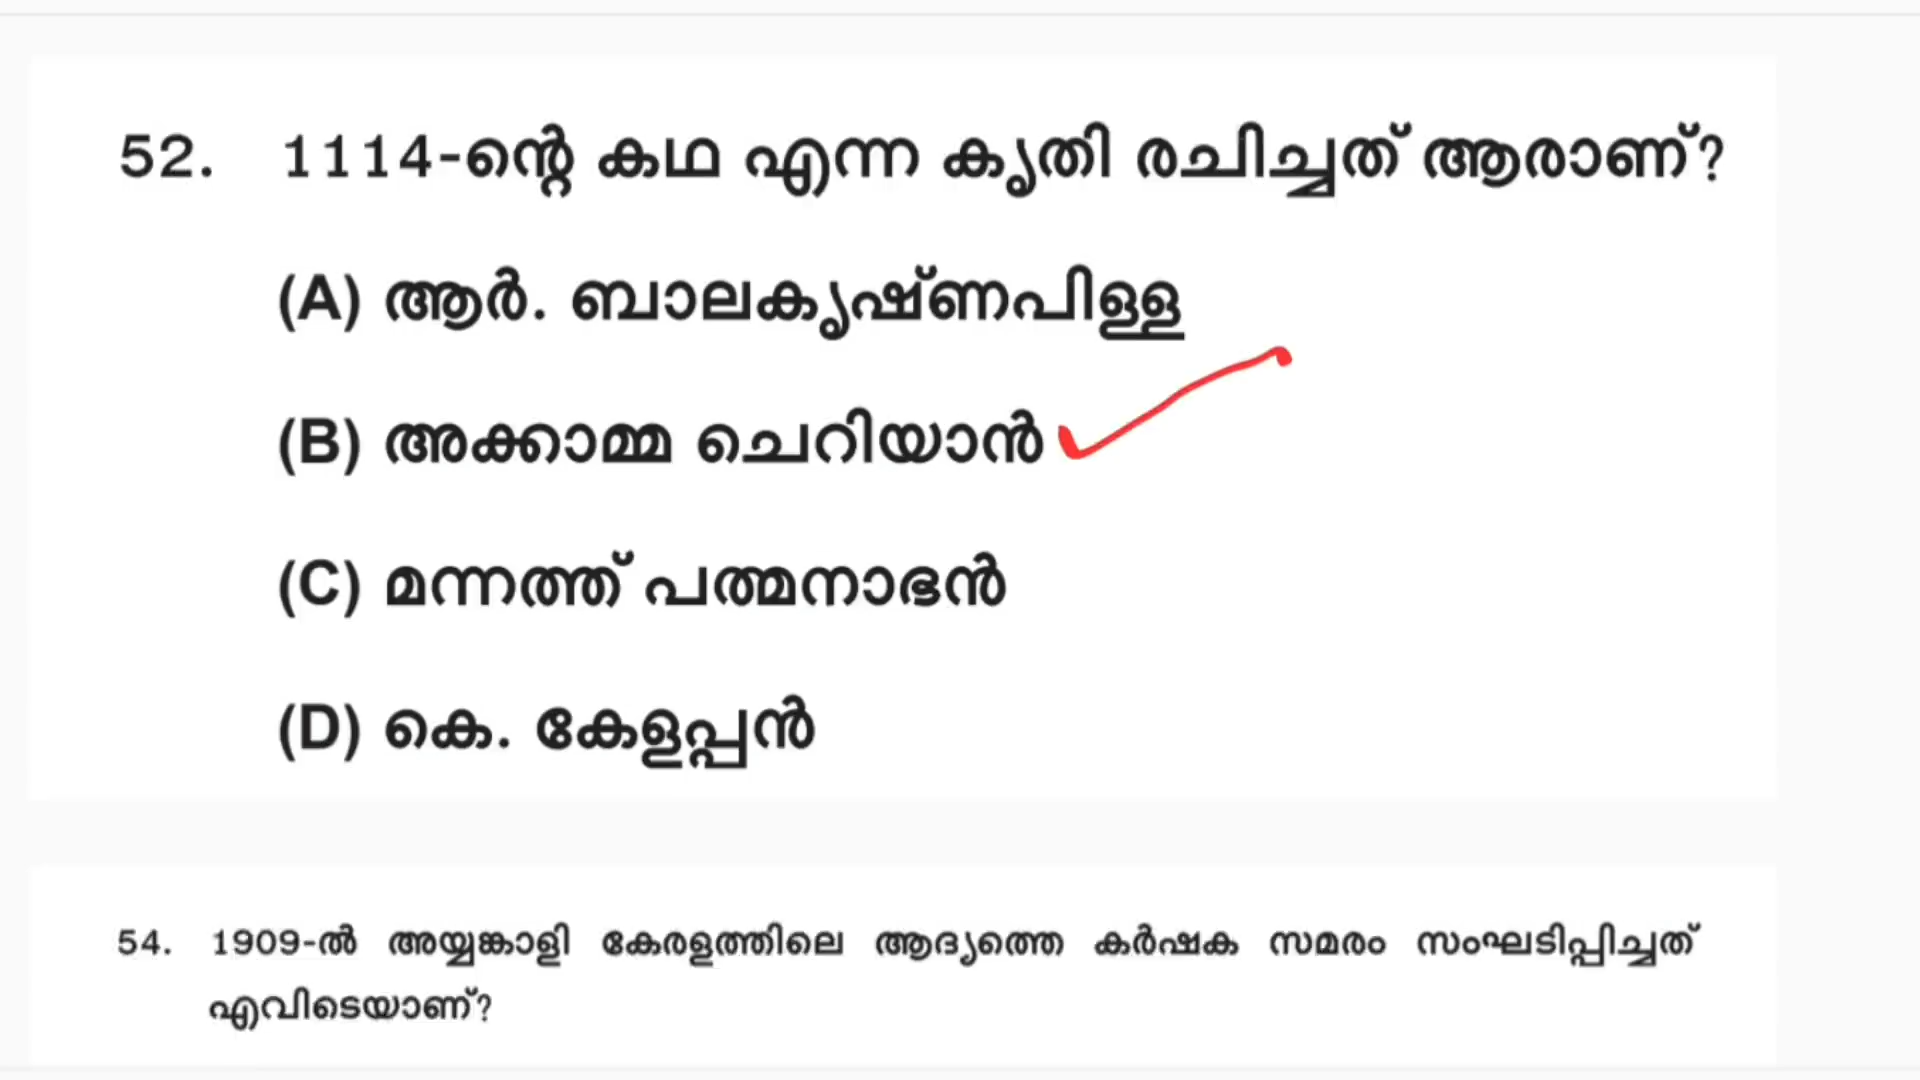 52. 1114-ന്റെ കഥ എന്ന കൃതി രചിച്ചത് ആരാണ്?
(A) ആർ. ബാലകൃഷ്ണപിള്ള
(B) അക്കാമ്മ ചെറിയാൻ
(C) മന്നത്ത് പത്മനാഭൻ
(D) കെ. കേളപ്പൻ
54. 1909-ൽ അയ്യങ്കാളി കേരളത്തിലെ ആദ്യത്തെ കർഷക സമരം സംഘടിപ്പിച്ചത്
എവിടെയാണ്?